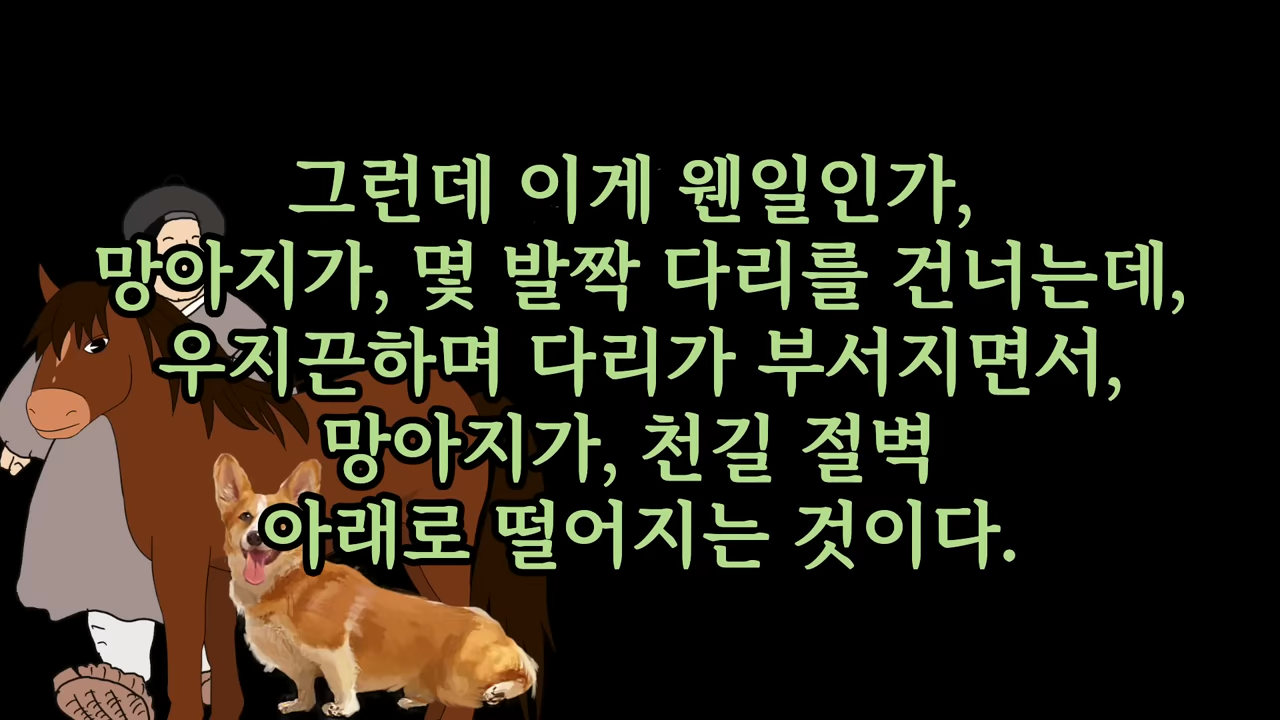 그런데 이게 웬일인가,
망아지가, 몇 발짝 다리를 건너는데,
우지끈하며 다리가 부서지면서,
망아지가, 천길 절벽
아래로 떨어지는 것이다.